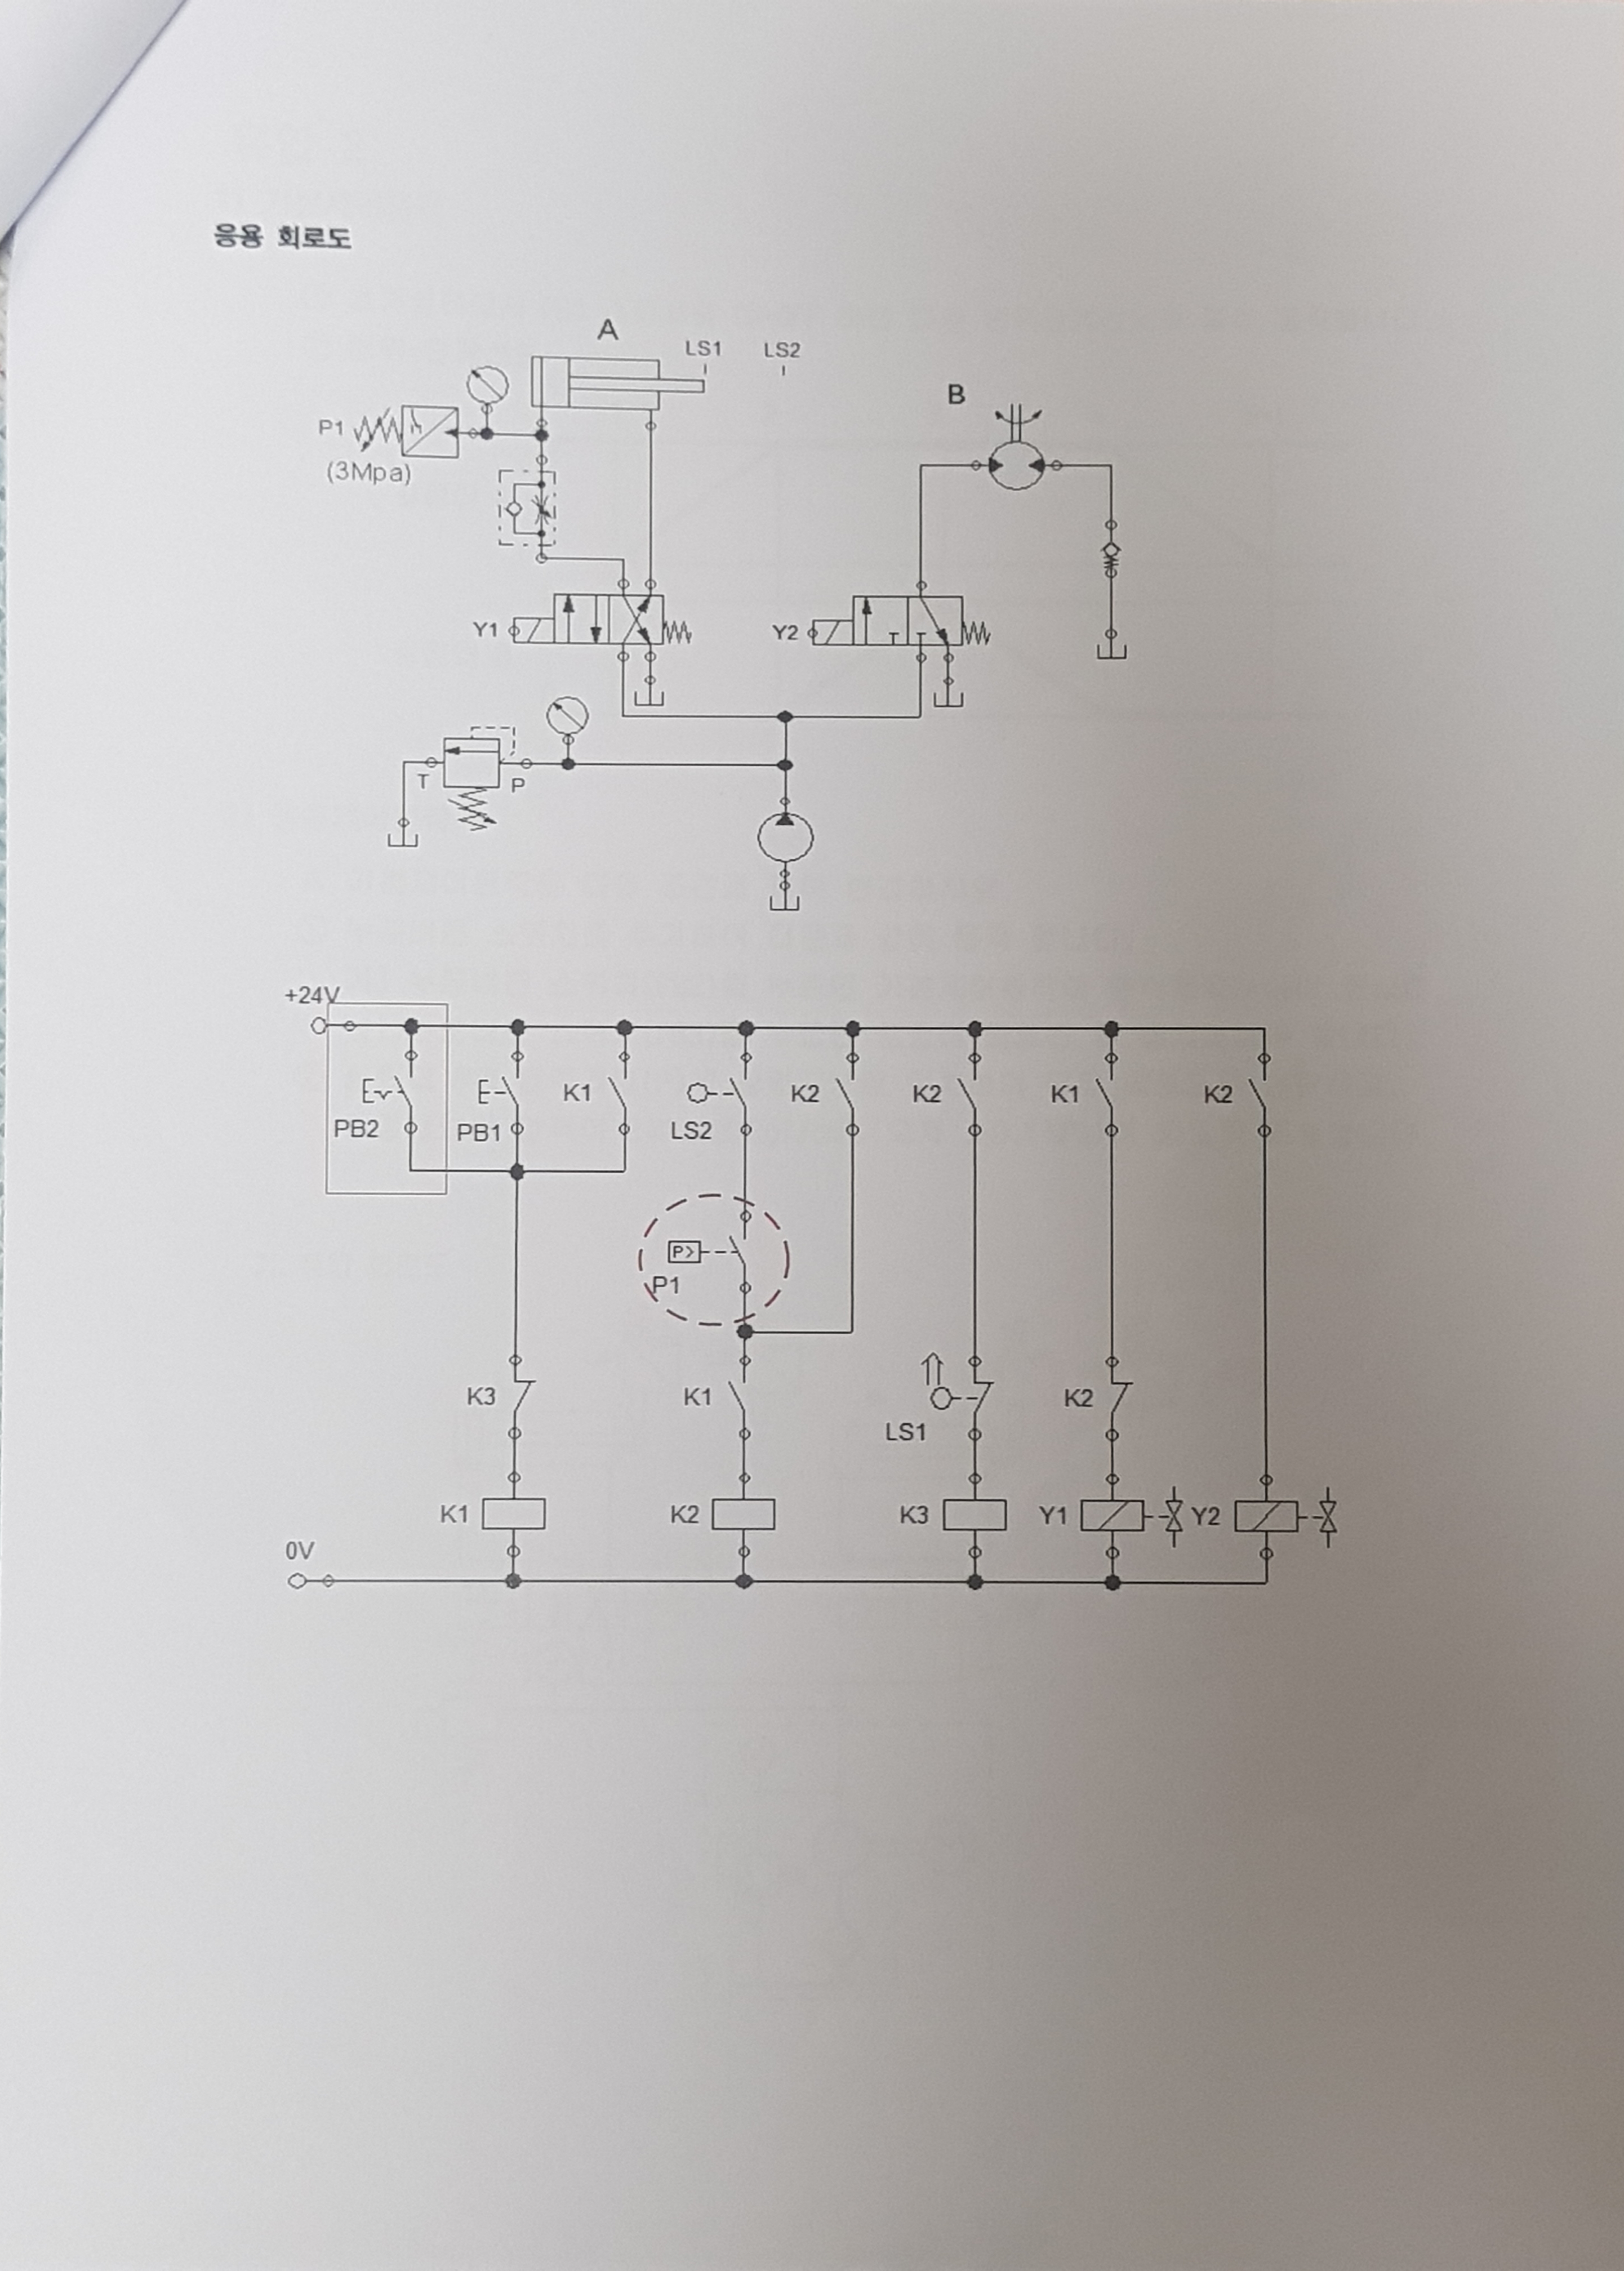 응용 회로도
A
LS1
LS2
B
P1
(3Mpa)
Y1
Y2
T
P
+24V
K1
K2
K2
K1
K2
PB2
PB1
LS2
P>
P1
K3
K1
K2
LS1
K1
K2
K3
Y1
Y2
0V